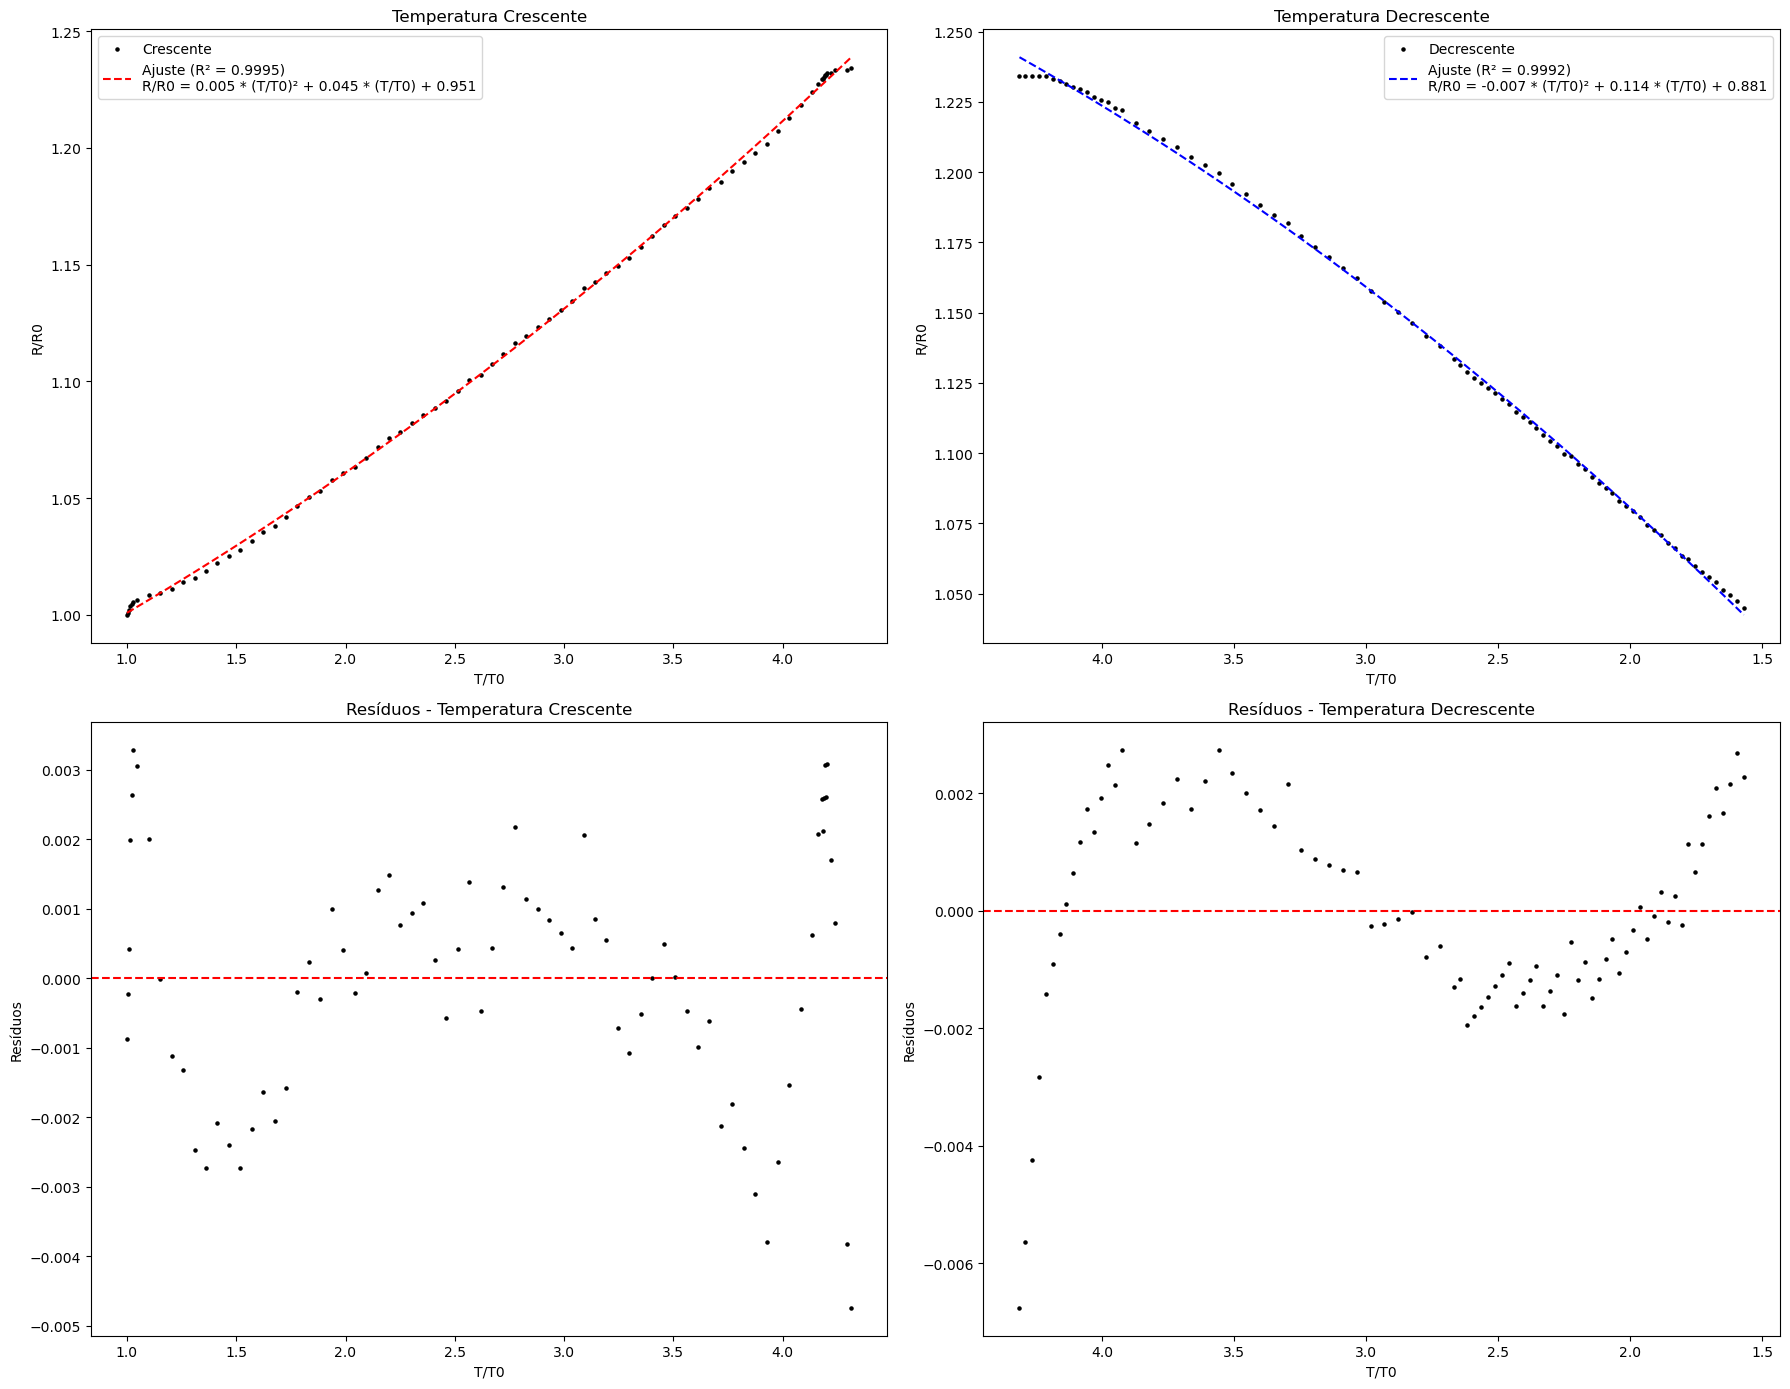 Temperatura Crescente
Crescente
Ajuste (R² = 0.9995)
R/R0 = 0.005 * (T/T0)² + 0.045 * (T/T0) + 0.951
1.25
1.20
1.15
1.10
1.05
1.00
R/R0
1.0 1.5 2.0 2.5 3.0 3.5 4.0
T/T0
Temperatura Decrescente
Decrescente
Ajuste (R² = 0.9992)
R/R0 = -0.007 * (T/T0)² + 0.114 * (T/T0) + 0.881
1.250
1.225
1.200
1.175
1.150
1.125
1.100
1.075
1.050
R/R0
4.0 3.5 3.0 2.5 2.0 1.5
T/T0
Resíduos - Temperatura Crescente
0.003
0.002
0.001
0.000
−0.001
−0.002
−0.003
−0.004
−0.005
Resíduos
1.0 1.5 2.0 2.5 3.0 3.5 4.0
T/T0
Resíduos - Temperatura Decrescente
0.002
0.000
−0.002
−0.004
−0.006
Resíduos
4.0 3.5 3.0 2.5 2.0 1.5
T/T0